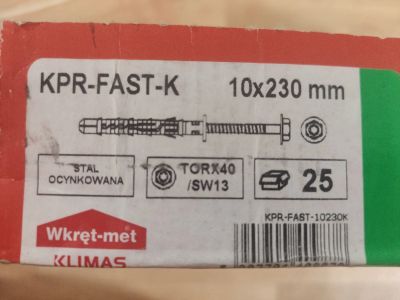 KPR-FAST-K 10x230 mm
STAL
OCYNKOWANA
TORX40
/SW13
25
KPR-FAST-10230K
Wkręt-met
KLIMAS